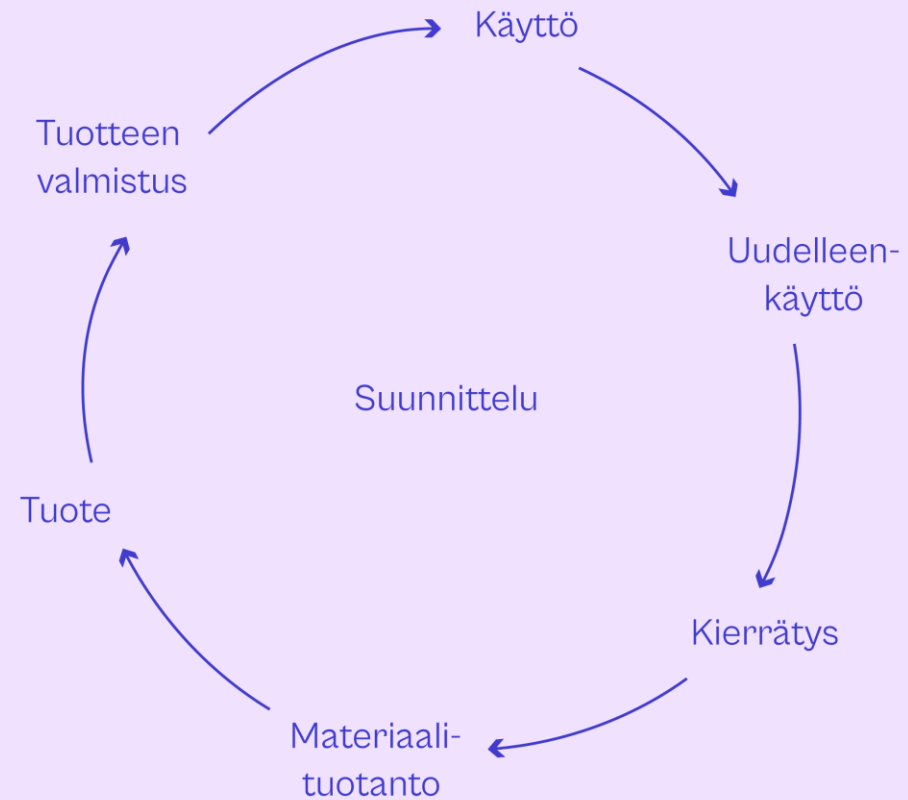 Käyttö
Tuotteen
valmistus
Uudelleen-
käyttö
Suunnittelu
Tuote
Kierrätys
Materiaali-
tuotanto